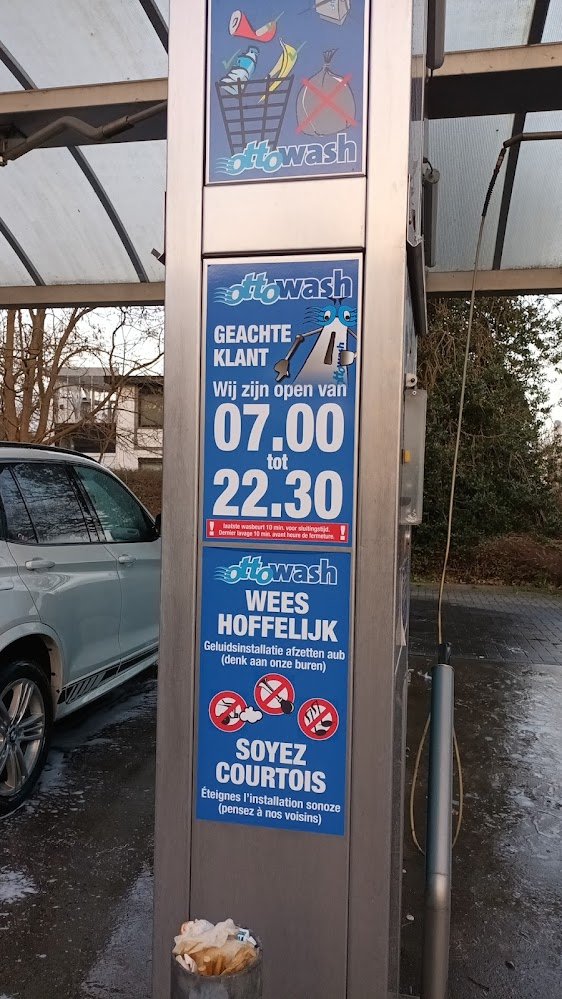 ottowash
ottowash
GEACHTE
KLANT
ottowash
Wij zijn open van
07.00
tot
22.30
! laatste wasbeurt 10 min. voor sluitingstijd. !
Dernier lavage 10 min. avant heure de fermeture.
ottowash
WEES
HOFFELIJK
Geluidsinstallatie afzetten aub
(denk aan onze buren)
SOYEZ
COURTOIS
Éteignes l'installation sonoze
(pensez à nos voisins)